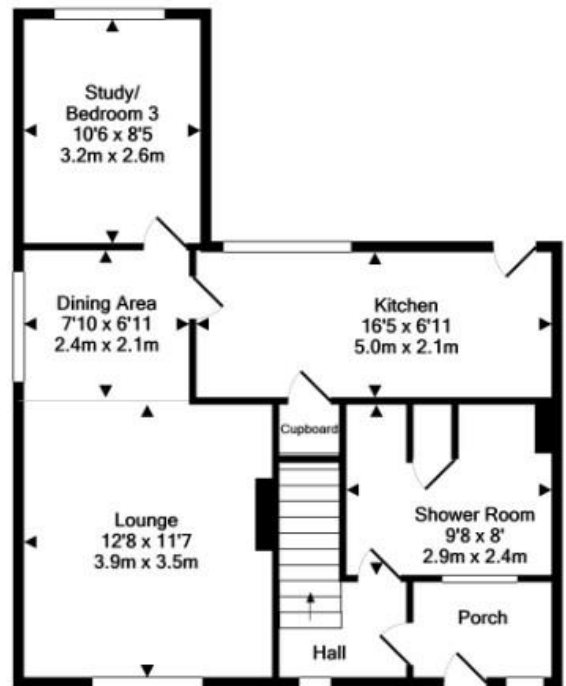 Study/
Bedroom 3
10'6 x 8'5
3.2m x 2.6m
Dining Area
7'10 x 6'11
2.4m x 2.1m
Kitchen
16'5 x 6'11
5.0m x 2.1m
Cupboard
Lounge
12'8 x 11'7
3.9m x 3.5m
Shower Room
9'8 x 8'
2.9m x 2.4m
Hall
Porch